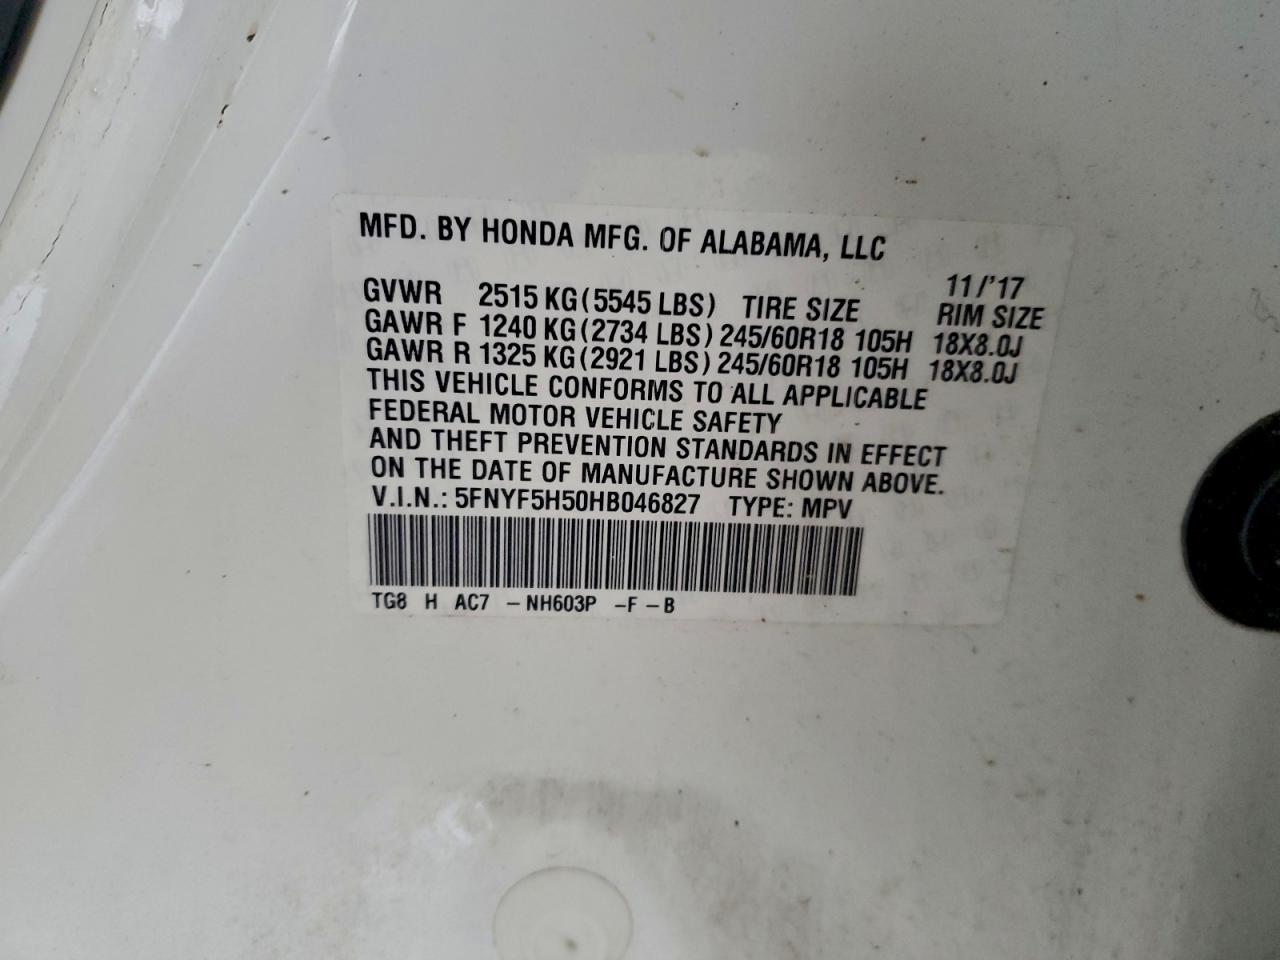 MFD. BY HONDA MFG. OF ALABAMA, LLC
11/'17
GVWR 2515 KG (5545 LBS) TIRE SIZE RIM SIZE
GAWR F 1240 KG (2734 LBS) 245/60R18 105H 18X8.0J
GAWR R 1325 KG (2921 LBS) 245/60R18 105H 18X8.0J
THIS VEHICLE CONFORMS TO ALL APPLICABLE
FEDERAL MOTOR VEHICLE SAFETY
AND THEFT PREVENTION STANDARDS IN EFFECT
ON THE DATE OF MANUFACTURE SHOWN ABOVE.
V.I.N.: 5FNYF5H50HB046827 TYPE: MPV
TG8 H AC7 -NH603P -F -B